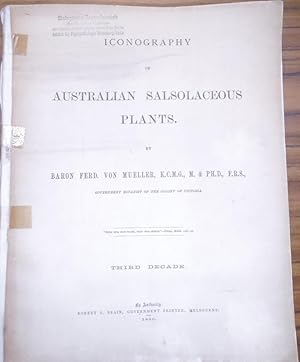 ICONOGRAPHY
OF
AUSTRALIAN SALSOLACEOUS
PLANTS.
BY
BARON FERD. VON MUELLER, K.C.M.G., M. & PH.D., F.R.S.,
GOVERNMENT BOTANIST OF THE COLONY OF VICTORIA.
THIRD DECADE.
By Authority:
ROBERT S. BRAIN, GOVERNMENT PRINTER, MELBOURNE.